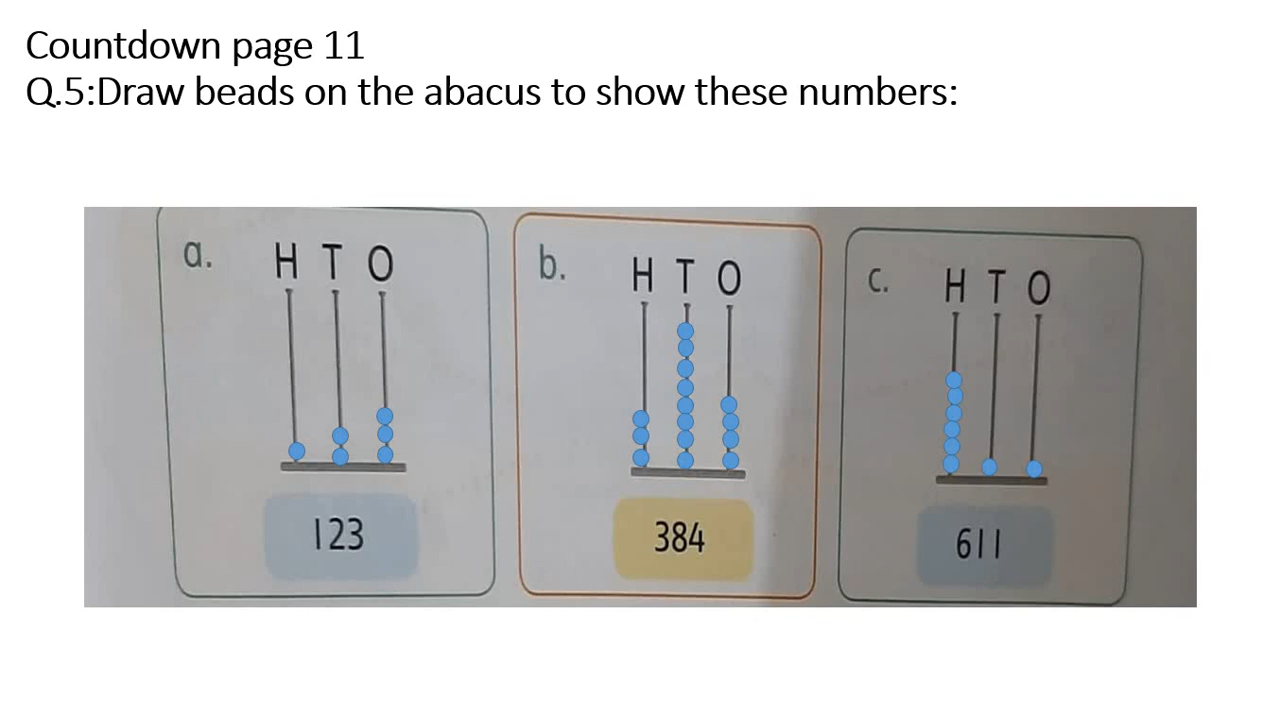 Countdown page 11
Q.5:Draw beads on the abacus to show these numbers:
a. H T O
123
b. H T O
384
c. H T O
611